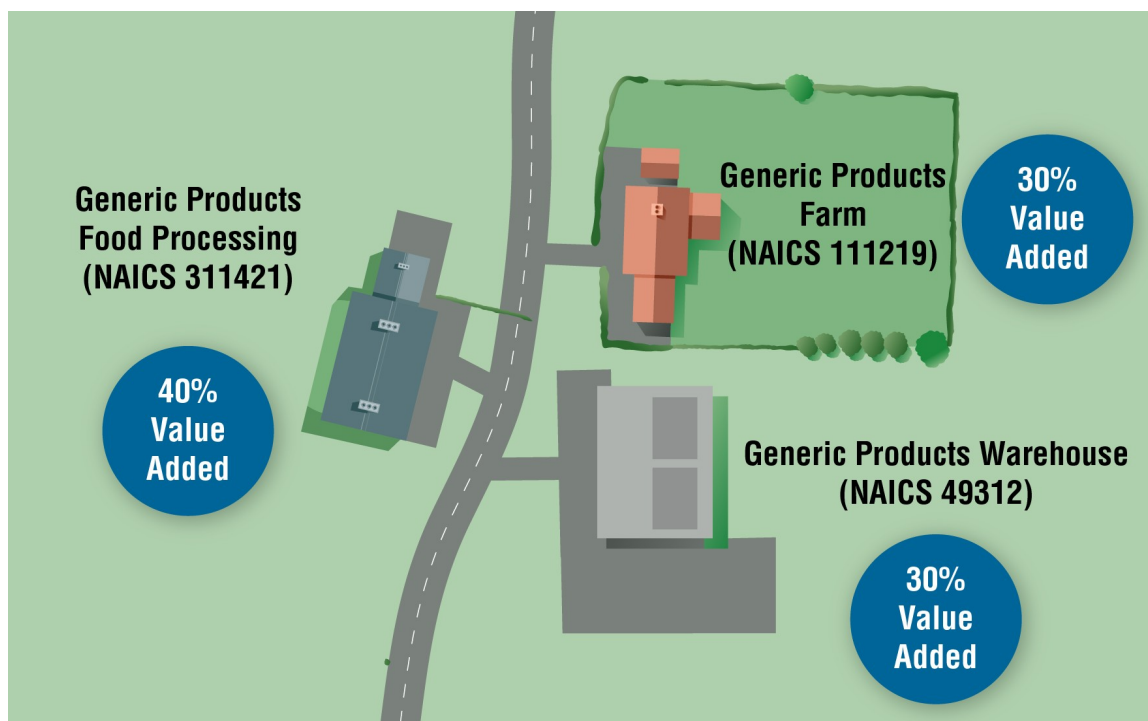 Generic Products
Food Processing
(NAICS 311421)
40%
Value
Added
Generic Products
Farm
(NAICS 111219)
30%
Value
Added
Generic Products Warehouse
(NAICS 49312)
30%
Value
Added